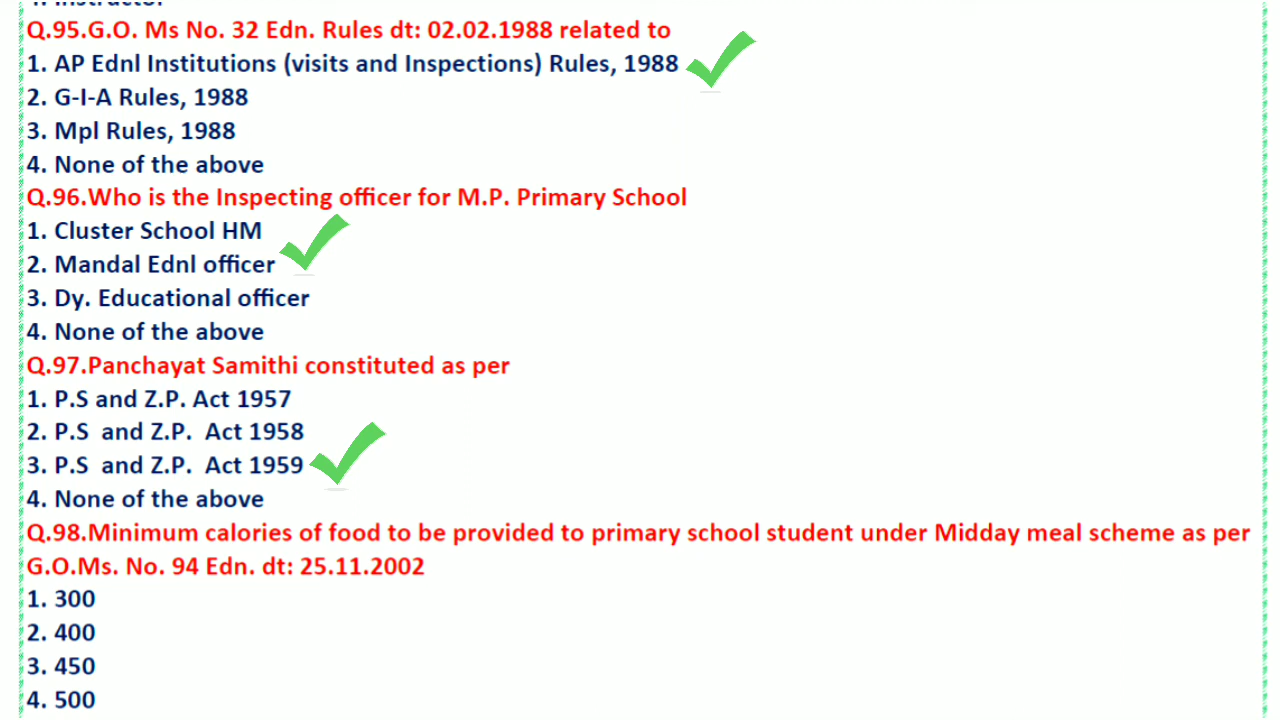 4. Instructor
Q.95.G.O. Ms No. 32 Edn. Rules dt: 02.02.1988 related to
1. AP Ednl Institutions (visits and Inspections) Rules, 1988
2. G-I-A Rules, 1988
3. Mpl Rules, 1988
4. None of the above
Q.96.Who is the Inspecting officer for M.P. Primary School
1. Cluster School HM
2. Mandal Ednl officer
3. Dy. Educational officer
4. None of the above
Q.97.Panchayat Samithi constituted as per
1. P.S and Z.P. Act 1957
2. P.S and Z.P. Act 1958
3. P.S and Z.P. Act 1959
4. None of the above
Q.98.Minimum calories of food to be provided to primary school student under Midday meal scheme as per
G.O.Ms. No. 94 Edn. dt: 25.11.2002
1. 300
2. 400
3. 450
4. 500